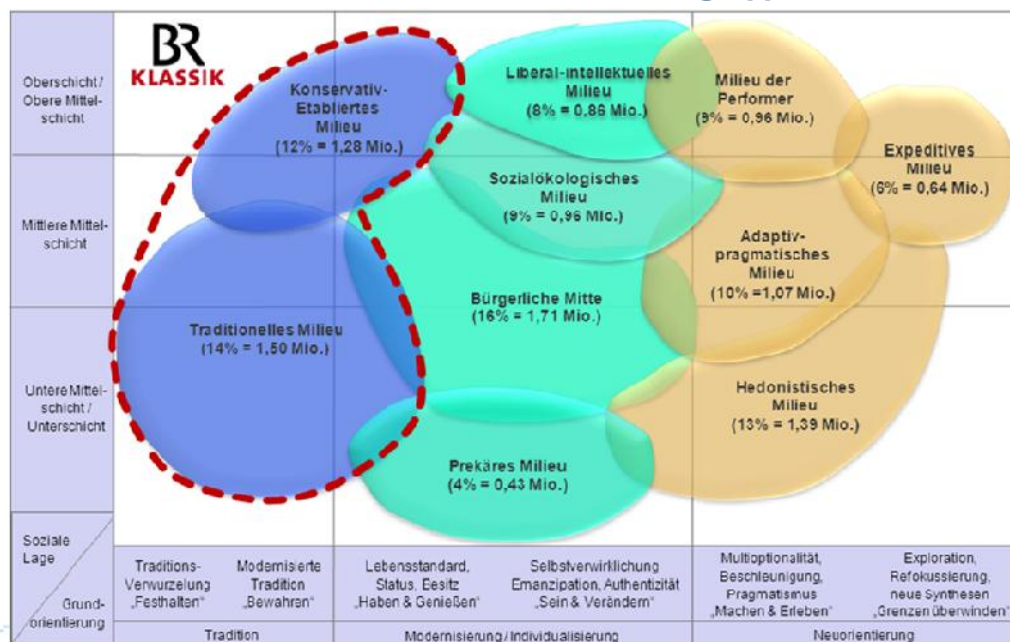 BR
KLASSIK
Oberschicht /
Obere Mittel-
schicht
Mittlere Mittel-
schicht
Untere Mittel-
schicht /
Unterschicht
Konservativ-
Etabliertes
Milieu
(12% = 1,28 Mio.)
Liberal-intellektuelles
Milieu
(8% = 0,86 Mio.)
Milieu der
Performer
(9% = 0,96 Mio.)
Expeditives
Milieu
(6% = 0,64 Mio.)
Sozialökologisches
Milieu
(9% = 0,96 Mio.)
Adaptiv-
pragmatisches
Milieu
(10% =1,07 Mio.)
Bürgerliche Mitte
(16% = 1,71 Mio.)
Traditionelles Milieu
(14% = 1,50 Mio.)
Hedonistisches
Milieu
(13% = 1,39 Mio.)
Prekäres Milieu
(4% = 0,43 Mio.)
Soziale
Lage
Grund-
orientierung
Traditions-
Verwurzelung
„Festhalten“
Modernisierte
Tradition
„Bewahren“
Lebensstandard,
Status, Besitz
„Haben & Genießen“
Selbstverwirklichung
Emanzipation, Authentizität
„Sein & Verändern“
Multioptionalität,
Beschleunigung,
Pragmatismus
„Machen & Erleben“
Exploration,
Refokussierung,
neue Synthesen
„Grenzen überwinden“
Tradition
Modernisierung / Individualisierung
Neuorientierung